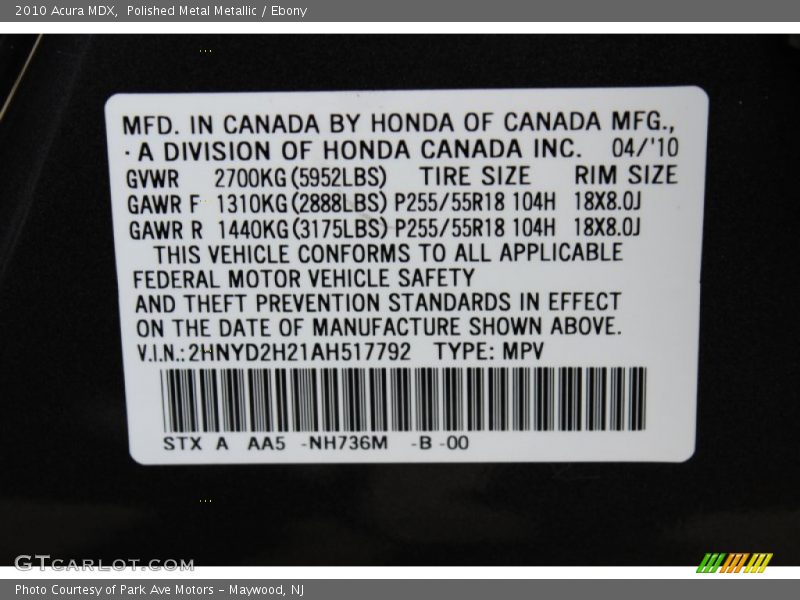 2010 Acura MDX,  Polished Metal Metallic / Ebony
MFD. IN CANADA BY HONDA OF CANADA MFG.,
A DIVISION OF HONDA CANADA INC.   04/'10
GVWR   2700KG(5952LBS)   TIRE SIZE   RIM SIZE
GAWR F   1310KG(2888LBS) P255/55R18 104H   18X8.0J
GAWR R   1440KG(3175LBS) P255/55R18 104H   18X8.0J
THIS VEHICLE CONFORMS TO ALL APPLICABLE
FEDERAL MOTOR VEHICLE SAFETY
AND THEFT PREVENTION STANDARDS IN EFFECT
ON THE DATE OF MANUFACTURE SHOWN ABOVE.
V.I.N.: 2HNYD2H21AH517792   TYPE: MPV
STX   A   AA5   -NH736M   -B -00
GTCARLOT.COM
Photo Courtesy of Park Ave Motors - Maywood, NJ